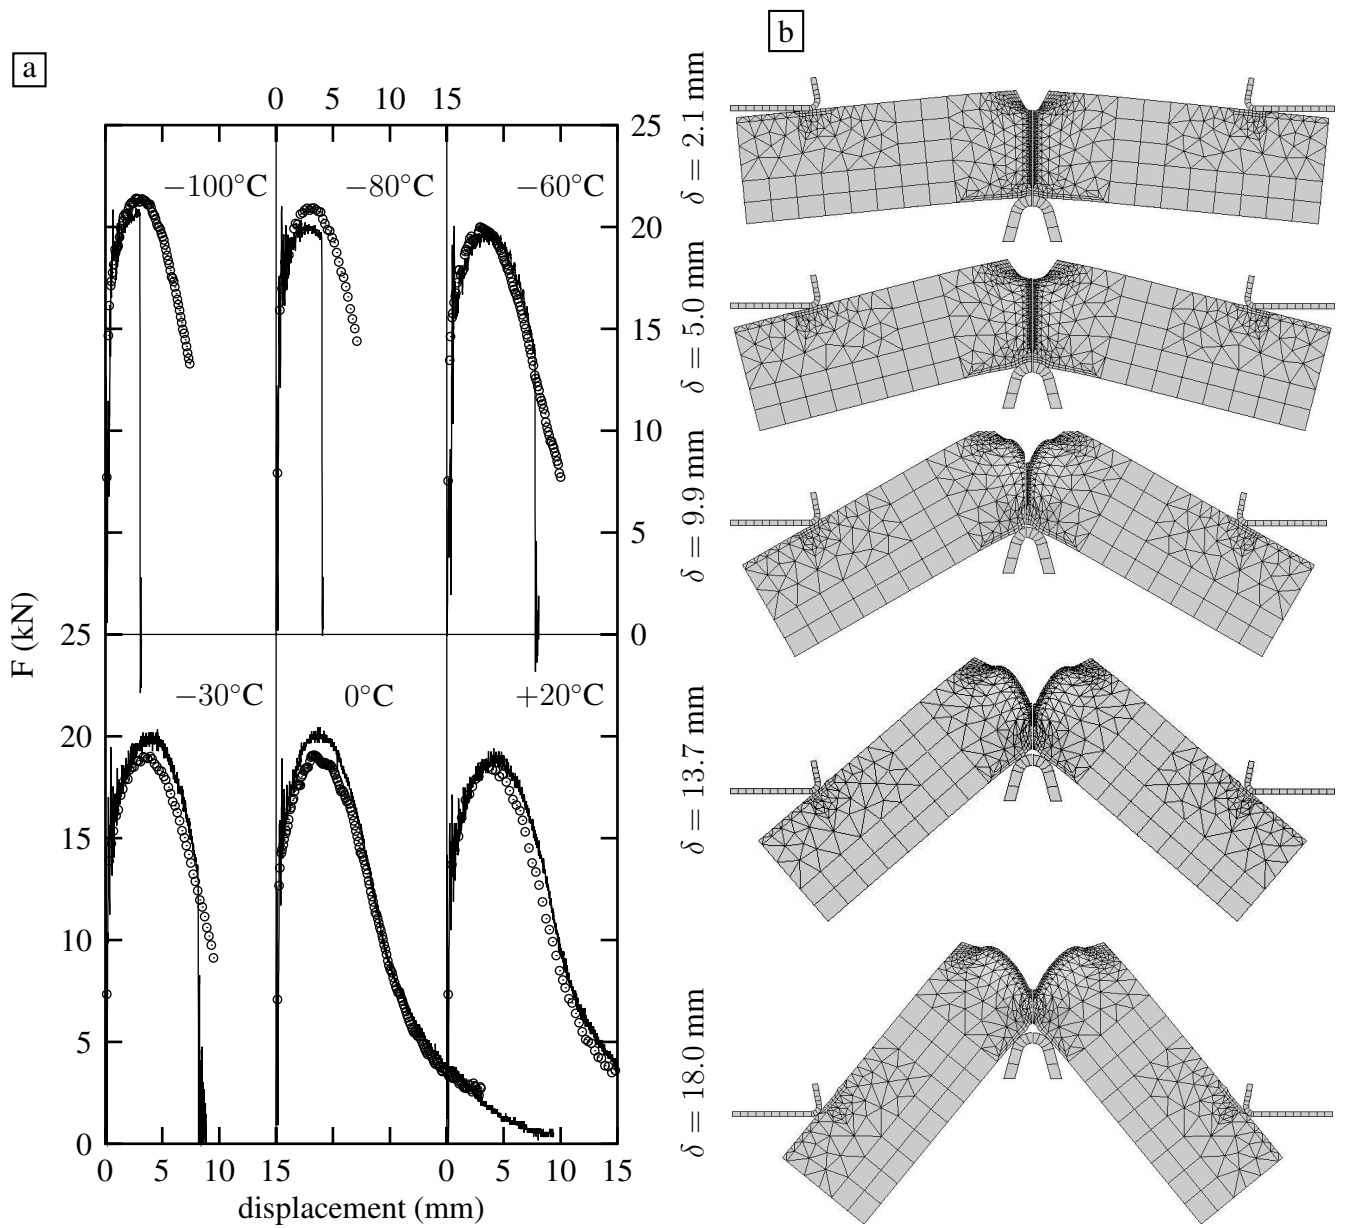 a
b
0 5 10 15
25
20
15
10
5
0
−100°C
−80°C
−60°C
F (kN)
25
20
15
10
5
0
−30°C
0°C
+20°C
0 5 10 15 0 5 10 15
displacement (mm)
δ = 2.1 mm
δ = 5.0 mm
δ = 9.9 mm
δ = 13.7 mm
δ = 18.0 mm